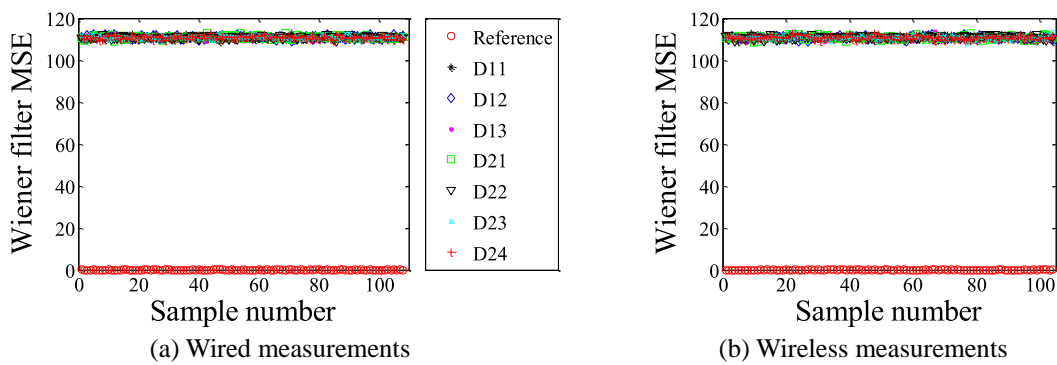 120
100
80
60
40
20
0
Wiener filter MSE
0 20 40 60 80 100
Sample number
(a) Wired measurements
Reference
D11
D12
D13
D21
D22
D23
D24
120
100
80
60
40
20
0
Wiener filter MSE
0 20 40 60 80 100
Sample number
(b) Wireless measurements